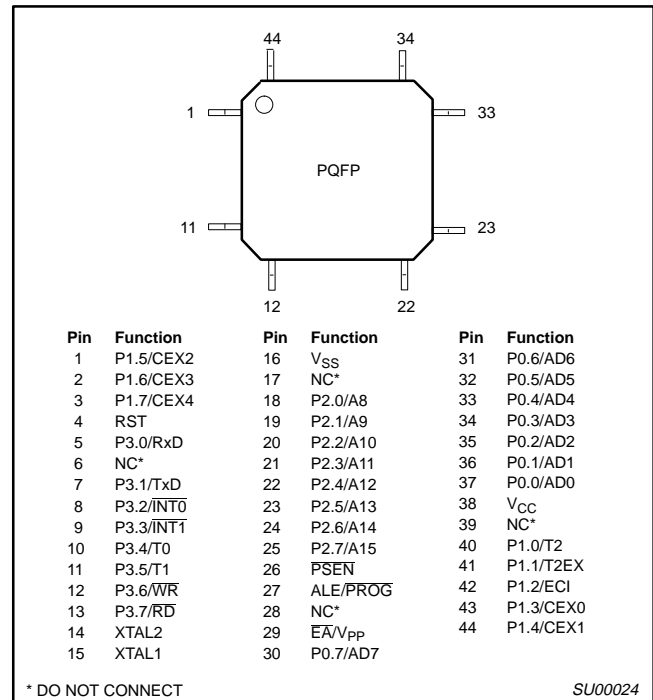 44 34
1 33
PQFP
11 23
12 22
Pin Function Pin Function Pin Function
1 P1.5/CEX2 16 VSS 31 P0.6/AD6
2 P1.6/CEX3 17 NC* 32 P0.5/AD5
3 P1.7/CEX4 18 P2.0/A8 33 P0.4/AD4
4 RST 19 P2.1/A9 34 P0.3/AD3
5 P3.0/RxD 20 P2.2/A10 35 P0.2/AD2
6 NC* 21 P2.3/A11 36 P0.1/AD1
7 P3.1/TxD 22 P2.4/A12 37 P0.0/AD0
8 P3.2/I̅N̅T̅0̅ 23 P2.5/A13 38 VCC
9 P3.3/I̅N̅T̅1̅ 24 P2.6/A14 39 NC*
10 P3.4/T0 25 P2.7/A15 40 P1.0/T2
11 P3.5/T1 26 P̅S̅E̅N̅ 41 P1.1/T2EX
12 P3.6/W̅R̅ 27 ALE/P̅R̅O̅G̅ 42 P1.2/ECI
13 P3.7/R̅D̅ 28 NC* 43 P1.3/CEX0
14 XTAL2 29 E̅A̅/VPP 44 P1.4/CEX1
15 XTAL1 30 P0.7/AD7
* DO NOT CONNECT SU00024